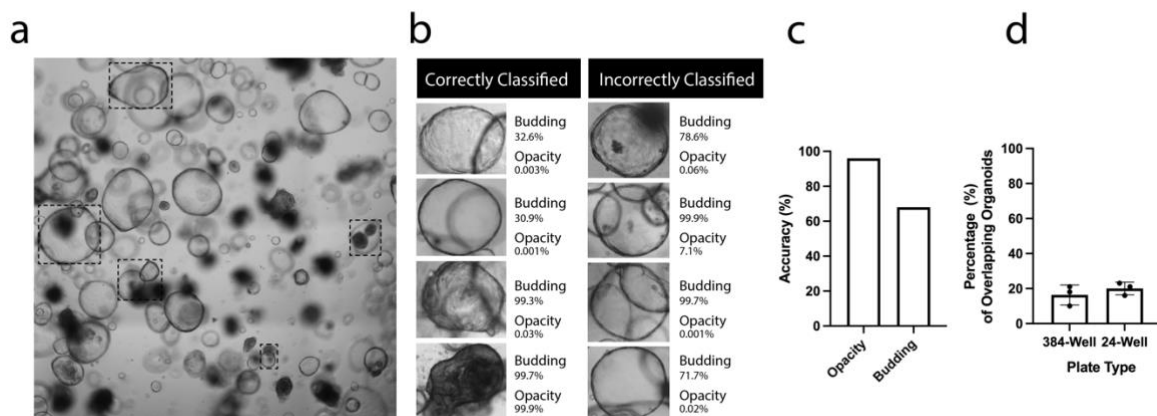 a
b
c
d
Correctly Classified
Budding
32.6%
Opacity
0.003%
Budding
30.9%
Opacity
0.001%
Budding
99.3%
Opacity
0.03%
Budding
99.7%
Opacity
99.9%
Incorrectly Classified
Budding
78.6%
Opacity
0.06%
Budding
99.9%
Opacity
7.1%
Budding
99.7%
Opacity
0.001%
Budding
71.7%
Opacity
0.02%
Accuracy (%)
100
80
60
40
20
0
Opacity
Budding
Percentage (%)
of Overlapping Organoids
100
80
60
40
20
0
384-Well 24-Well
Plate Type